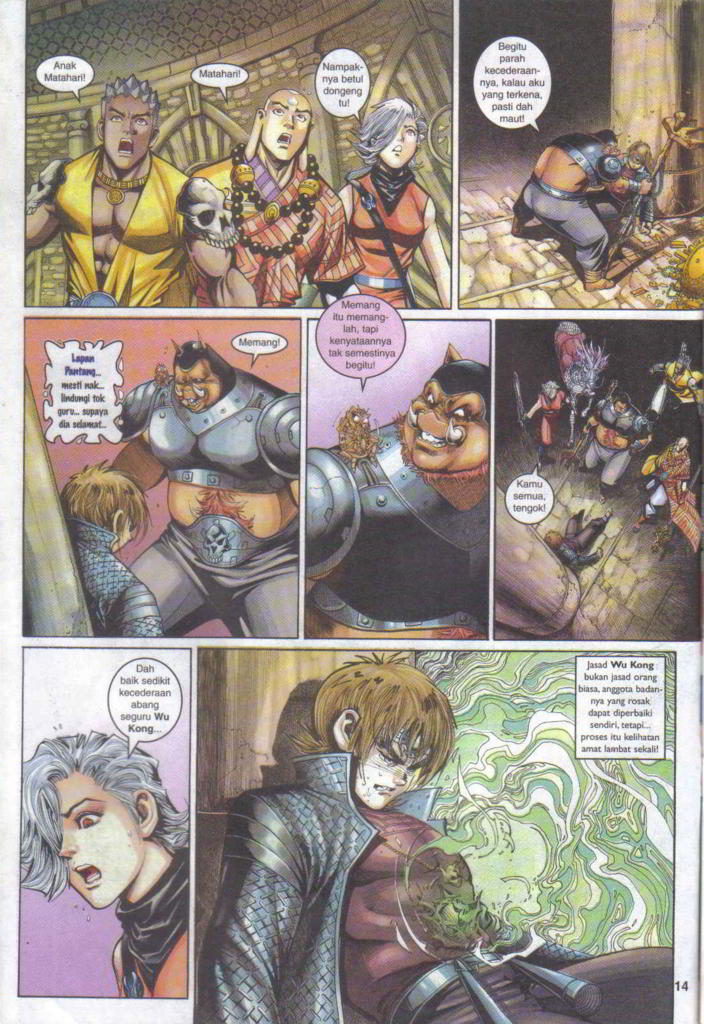 Anak
Matahari!
Matahari!
Nampak-
nya betul
dongeng
tu!
Begitu
parah
kecederaan-
nya, kalau aku
yang terkena,
pasti dah
maut!
Lapan
Pantang...
mesti nak...
lindungi tok
guru... supaya
dia selamat...
Memang!
Memang
itu memang-
lah, tapi
kenyataannya
tak semestinya
begitu!
Kamu
semua,
tengok!
Dah
baik sedikit
kecederaan
abang
seguru Wu
Kong...
Jasad Wu Kong
bukan jasad orang
biasa, anggota badan-
nya yang rosak
dapat diperbaiki
sendiri, tetapi...
proses itu kelihatan
amat lambat sekali!
14